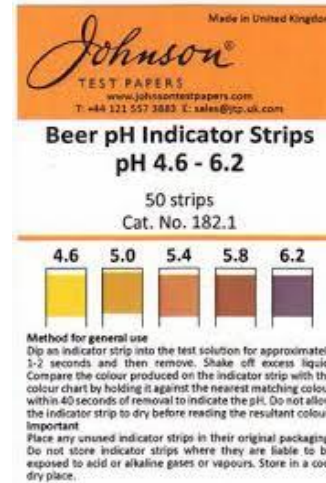 Made in United Kingdo
Johnson®
TEST PAPERS
www.johnsontestpapers.com
T: +44 121 557 3883 E: sales@jtp.uk.com
Beer pH Indicator Strips
pH 4.6 - 6.2
50 strips
Cat. No. 182.1
4.6 5.0 5.4 5.8 6.2
Method for general use
Dip an indicator strip into the test solution for approximatel
1-2 seconds and then remove. Shake off excess liquid
Compare the colour produced on the indicator strip with th
colour chart by holding it against the nearest matching colou
within 40 seconds of removal to indicate the pH. Do not allow
the indicator strip to dry before reading the resultant colou
Important
Place any unused indicator strips in their original packaging
Do not store indicator strips where they are liable to b
exposed to acid or alkaline gases or vapours. Store in a coo
dry place.